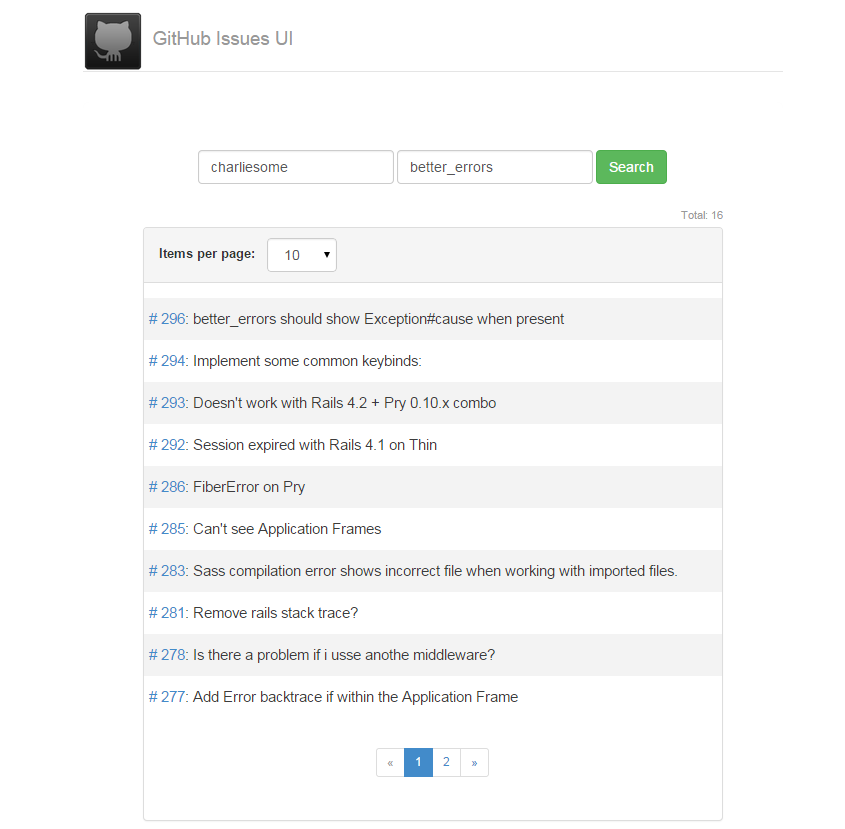 GitHub Issues UI
charliesome better_errors Search
Total: 16
Items per page: 10
# 296: better_errors should show Exception#cause when present
# 294: Implement some common keybinds:
# 293: Doesn't work with Rails 4.2 + Pry 0.10.x combo
# 292: Session expired with Rails 4.1 on Thin
# 286: FiberError on Pry
# 285: Can't see Application Frames
# 283: Sass compilation error shows incorrect file when working with imported files.
# 281: Remove rails stack trace?
# 278: Is there a problem if i usse anothe middleware?
# 277: Add Error backtrace if within the Application Frame
« 1 2 »